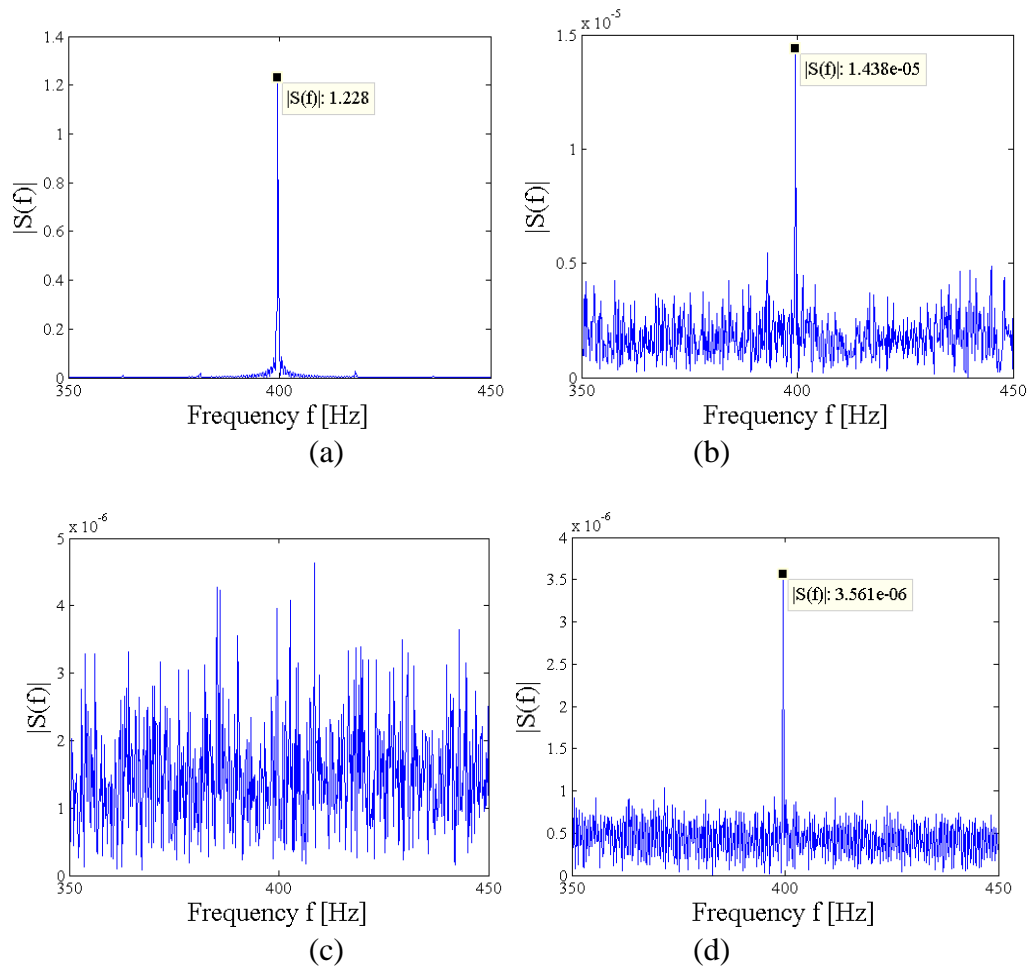 1.4
1.2
1
0.8
0.6
0.4
0.2
0
|S(f)|
|S(f)|: 1.228
350 400 450
Frequency f [Hz]
(a)
x 10^-5
1.5
1
0.5
0
|S(f)|
|S(f)|: 1.438e-05
350 400 450
Frequency f [Hz]
(b)
x 10^-6
5
4
3
2
1
0
|S(f)|
350 400 450
Frequency f [Hz]
(c)
x 10^-6
4
3.5
3
2.5
2
1.5
1
0.5
0
|S(f)|
|S(f)|: 3.561e-06
350 400 450
Frequency f [Hz]
(d)